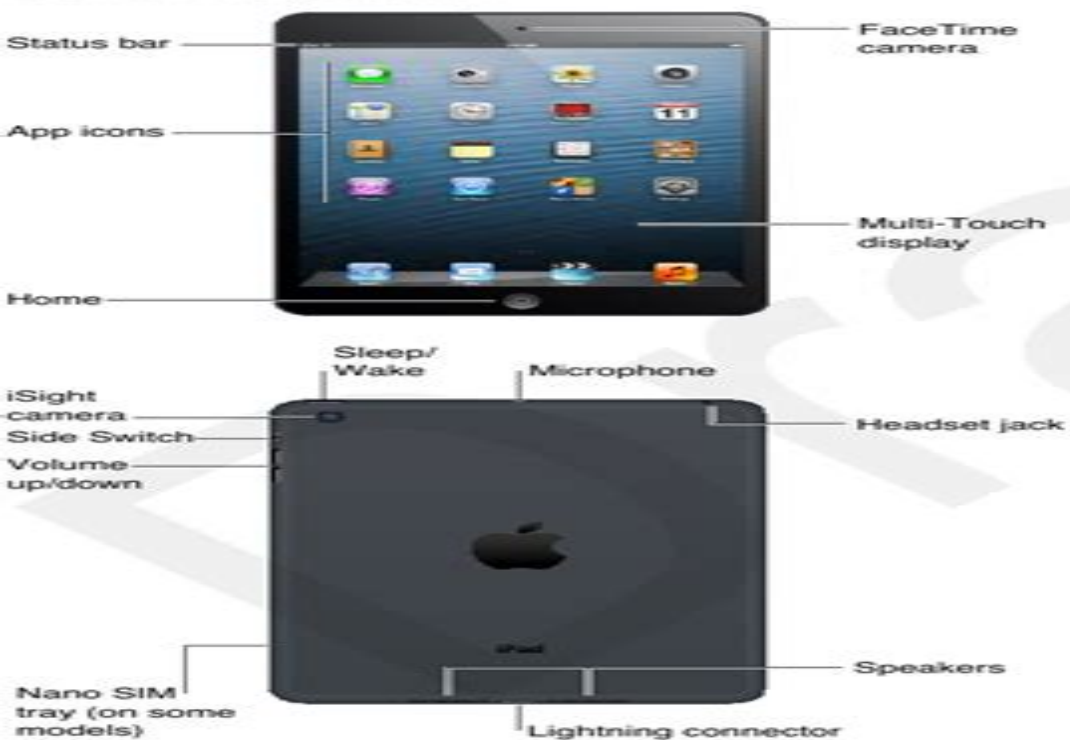 Status bar
FaceTime
camera
App icons
11
Multi-Touch
display
Home
Sleep/
Wake
Microphone
iSight
camera
Side Switch
Headset jack
Volume
up/down
iPad
Speakers
Nano SIM
tray (on some
models)
Lightning connector